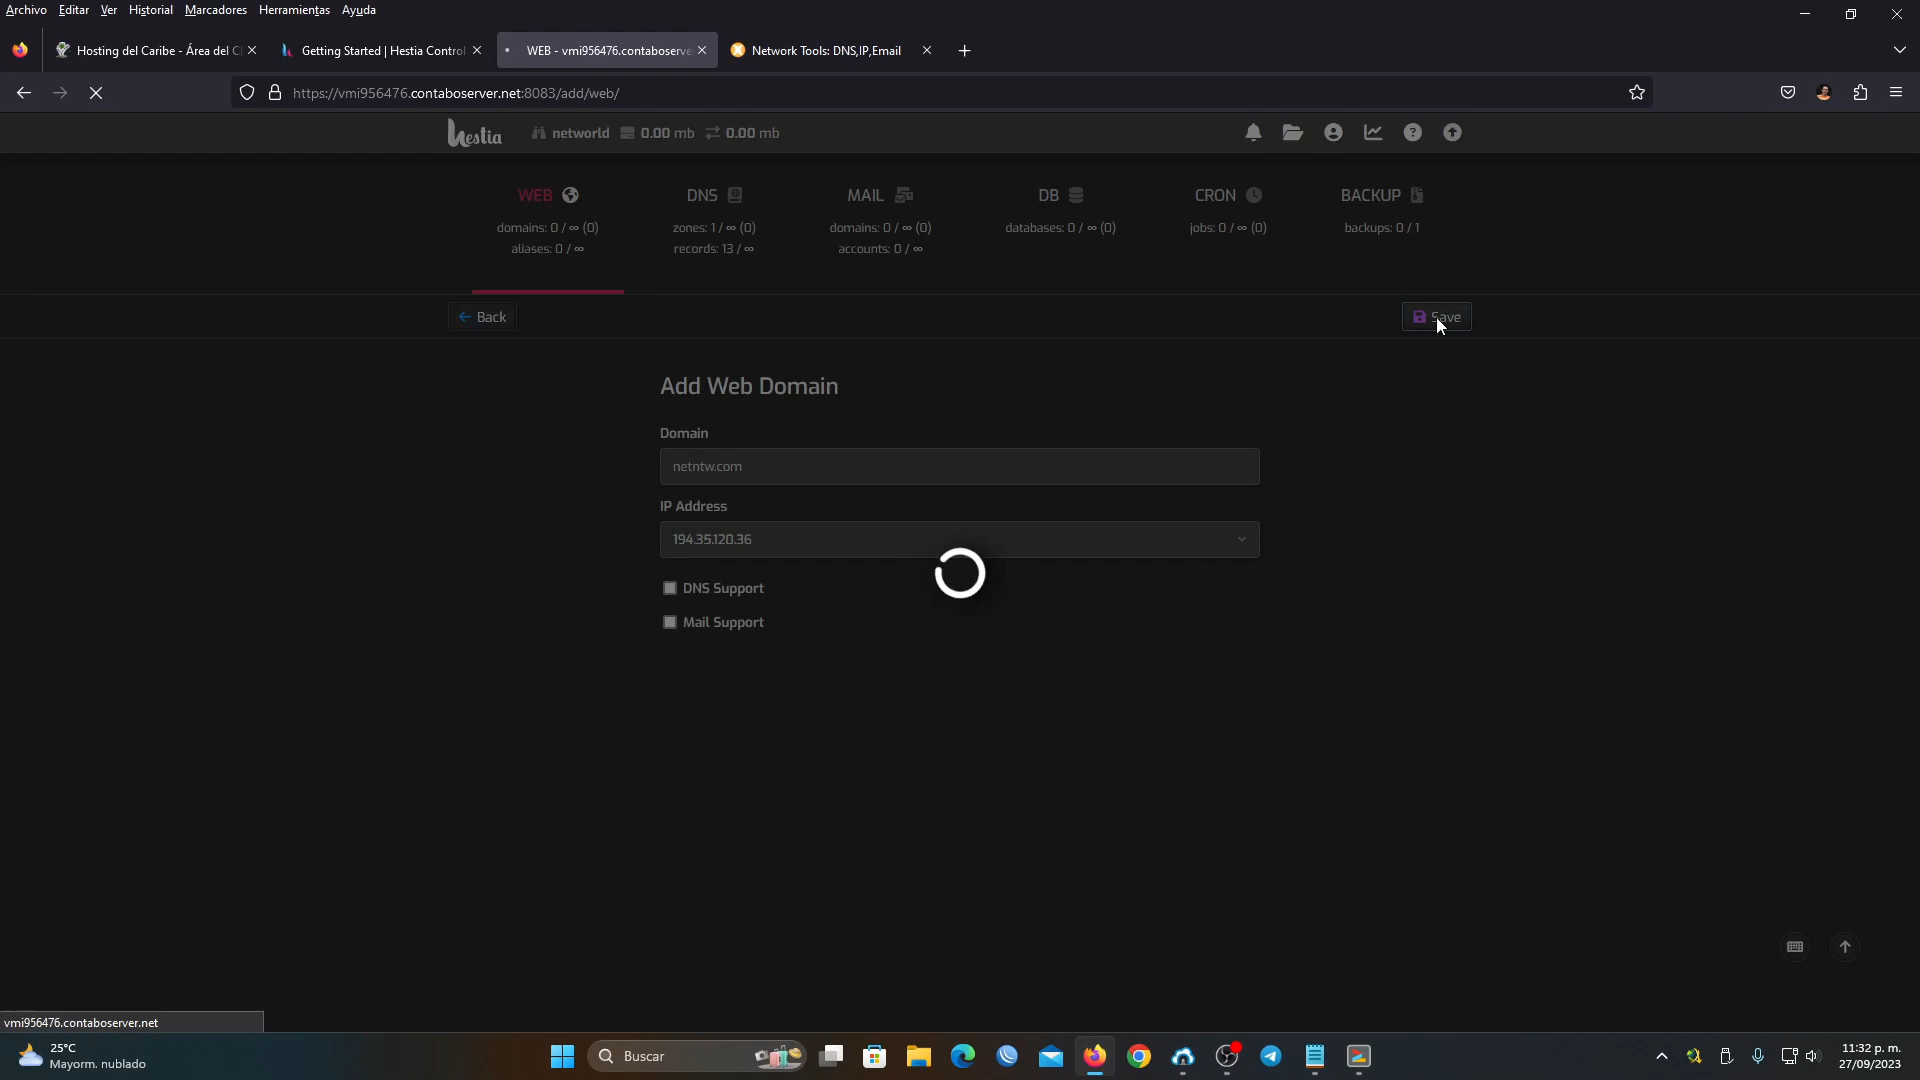 Archivo Editar Ver Historial Marcadores Herramientas Ayuda
Hosting del Caribe - Área del Cl
Getting Started | Hestia Control
WEB - vmi956476.contaboserver
Network Tools: DNS,IP,Email
https://vmi956476.contaboserver.net:8083/add/web/
hestia networld 0.00 mb 0.00 mb
WEB DNS MAIL DB CRON BACKUP
domains: 0 / ∞ (0) zones: 1 / ∞ (0) domains: 0 / ∞ (0) databases: 0 / ∞ (0) jobs: 0 / ∞ (0) backups: 0 / 1
aliases: 0 / ∞ records: 13 / ∞ accounts: 0 / ∞
Back Save
Add Web Domain
Domain
netntw.com
IP Address
194.35.120.36
DNS Support
Mail Support
vmi956476.contaboserver.net
25°C
Mayorm. nublado
Buscar
11:32 p. m.
27/09/2023